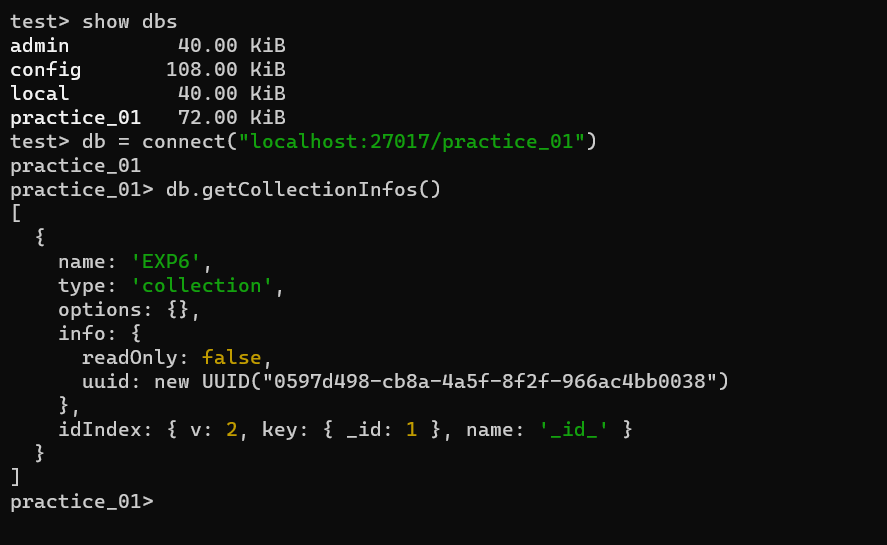 test> show dbs
admin         40.00 KiB
config       108.00 KiB
local         40.00 KiB
practice_01   72.00 KiB
test> db = connect("localhost:27017/practice_01")
practice_01
practice_01> db.getCollectionInfos()
[
  {
    name: 'EXP6',
    type: 'collection',
    options: {},
    info: {
      readOnly: false,
      uuid: new UUID("0597d498-cb8a-4a5f-8f2f-966ac4bb0038")
    },
    idIndex: { v: 2, key: { _id: 1 }, name: '_id_' }
  }
]
practice_01>